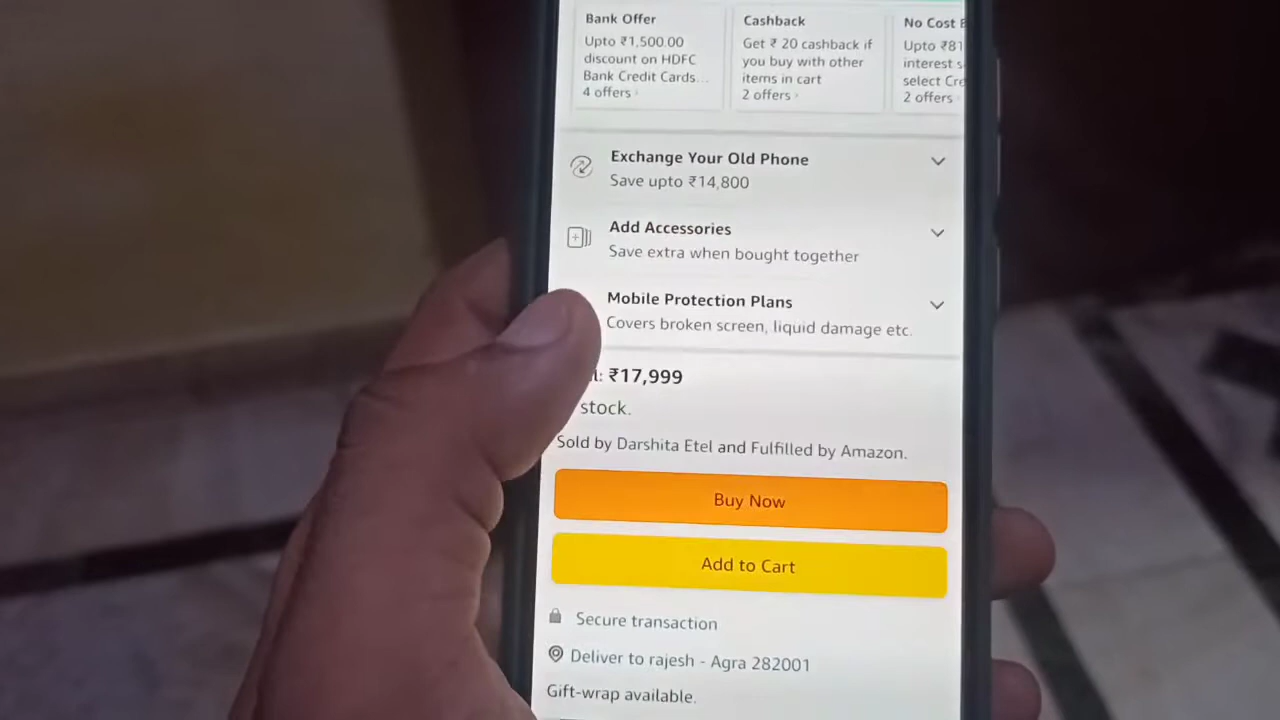 Bank Offer
Upto ₹1,500.00
discount on HDFC
Bank Credit Cards...
4 offers ›
Cashback
Get ₹ 20 cashback if
you buy with other
items in cart
2 offers ›
No Cost
Upto ₹81
interest
select
2 offers ›
Exchange Your Old Phone
Save upto ₹14,800
Add Accessories
Save extra when bought together
Mobile Protection Plans
Covers broken screen, liquid damage etc.
₹17,999
stock.
Sold by Darshita Etel and Fulfilled by Amazon.
Buy Now
Add to Cart
Secure transaction
Deliver to rajesh - Agra 282001
Gift-wrap available.